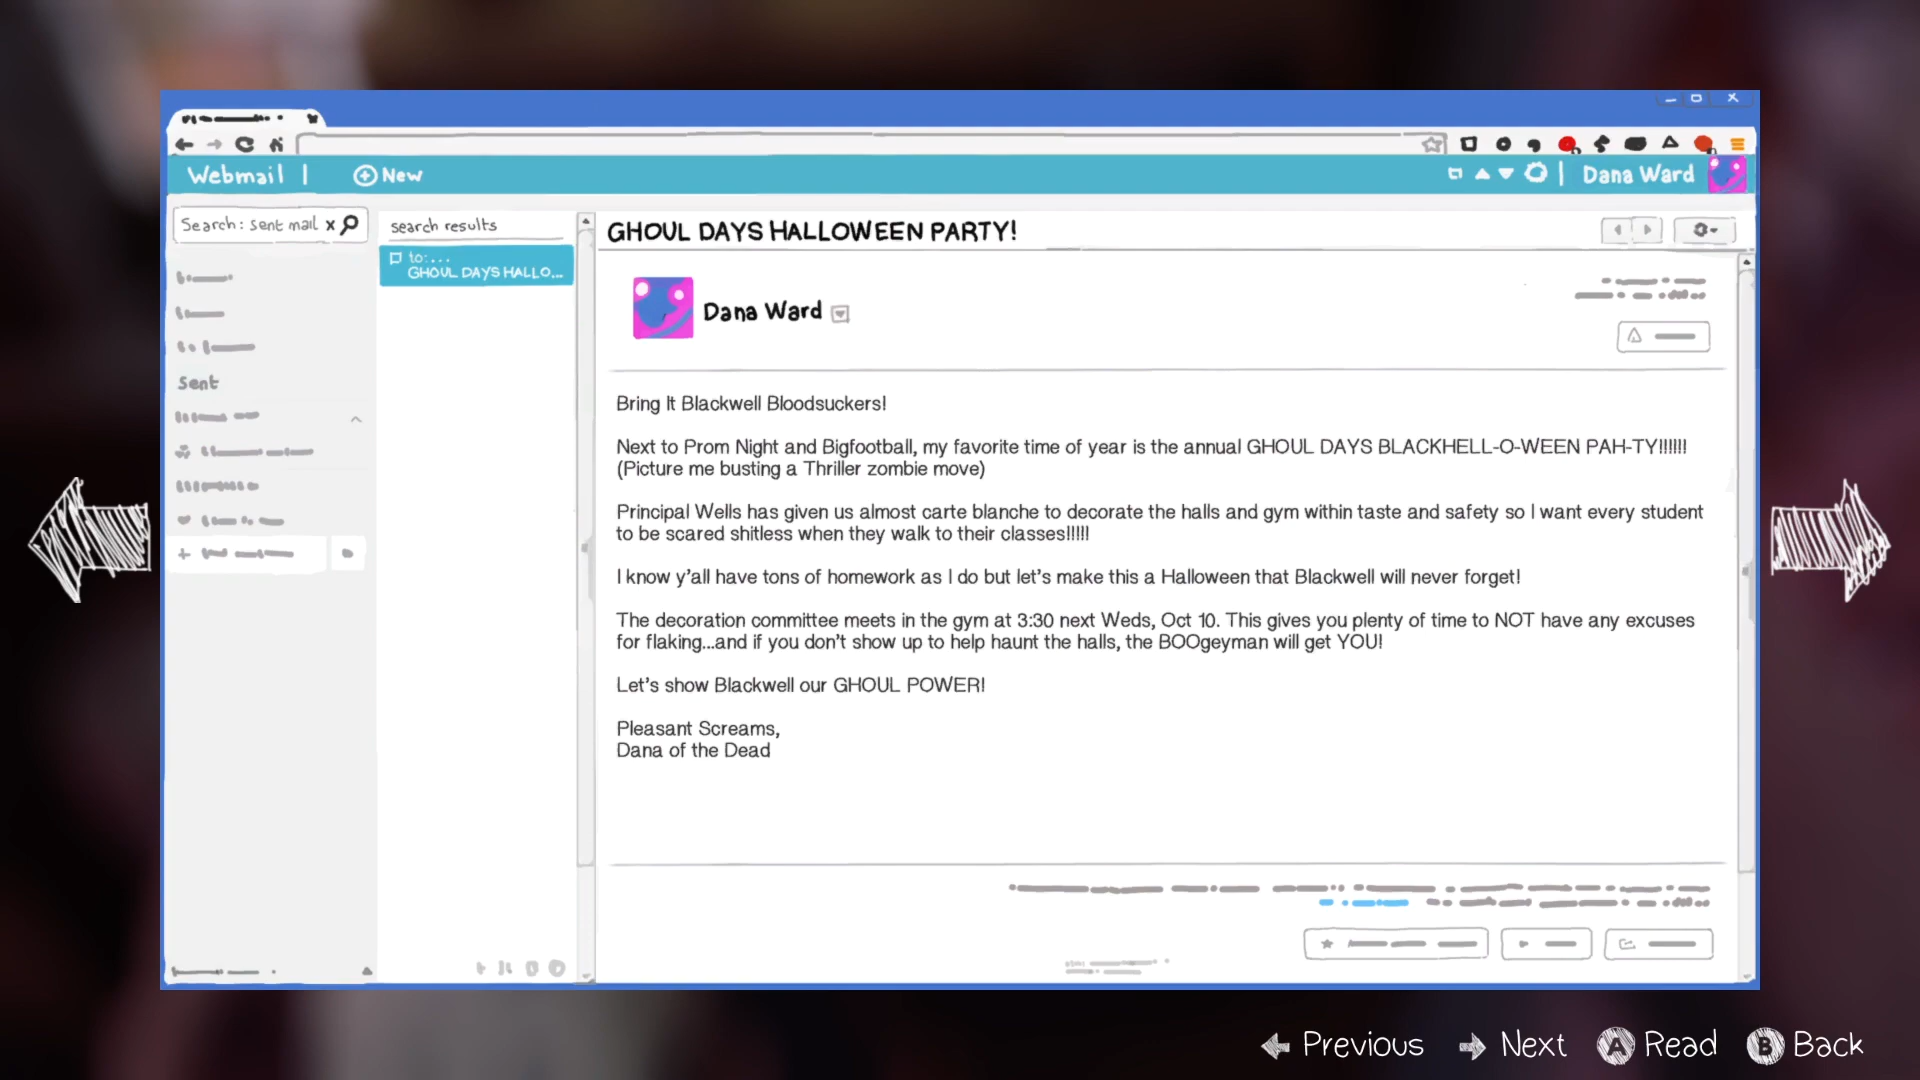 Webmail | New
Dana Ward
Search: sent mail x
search results
GHOUL DAYS HALLOWEEN PARTY!
to:...
GHOUL DAYS HALLO...
Dana Ward
Sent
Bring It Blackwell Bloodsuckers!
Next to Prom Night and Bigfootball, my favorite time of year is the annual GHOUL DAYS BLACKHELL-O-WEEN PAH-TY!!!!!!
(Picture me busting a Thriller zombie move)
Principal Wells has given us almost carte blanche to decorate the halls and gym within taste and safety so I want every student
to be scared shitless when they walk to their classes!!!!!
I know y'all have tons of homework as I do but let's make this a Halloween that Blackwell will never forget!
The decoration committee meets in the gym at 3:30 next Weds, Oct 10. This gives you plenty of time to NOT have any excuses
for flaking...and if you don't show up to help haunt the halls, the BOOgeyman will get YOU!
Let's show Blackwell our GHOUL POWER!
Pleasant Screams,
Dana of the Dead
Previous
Next
A Read
B Back